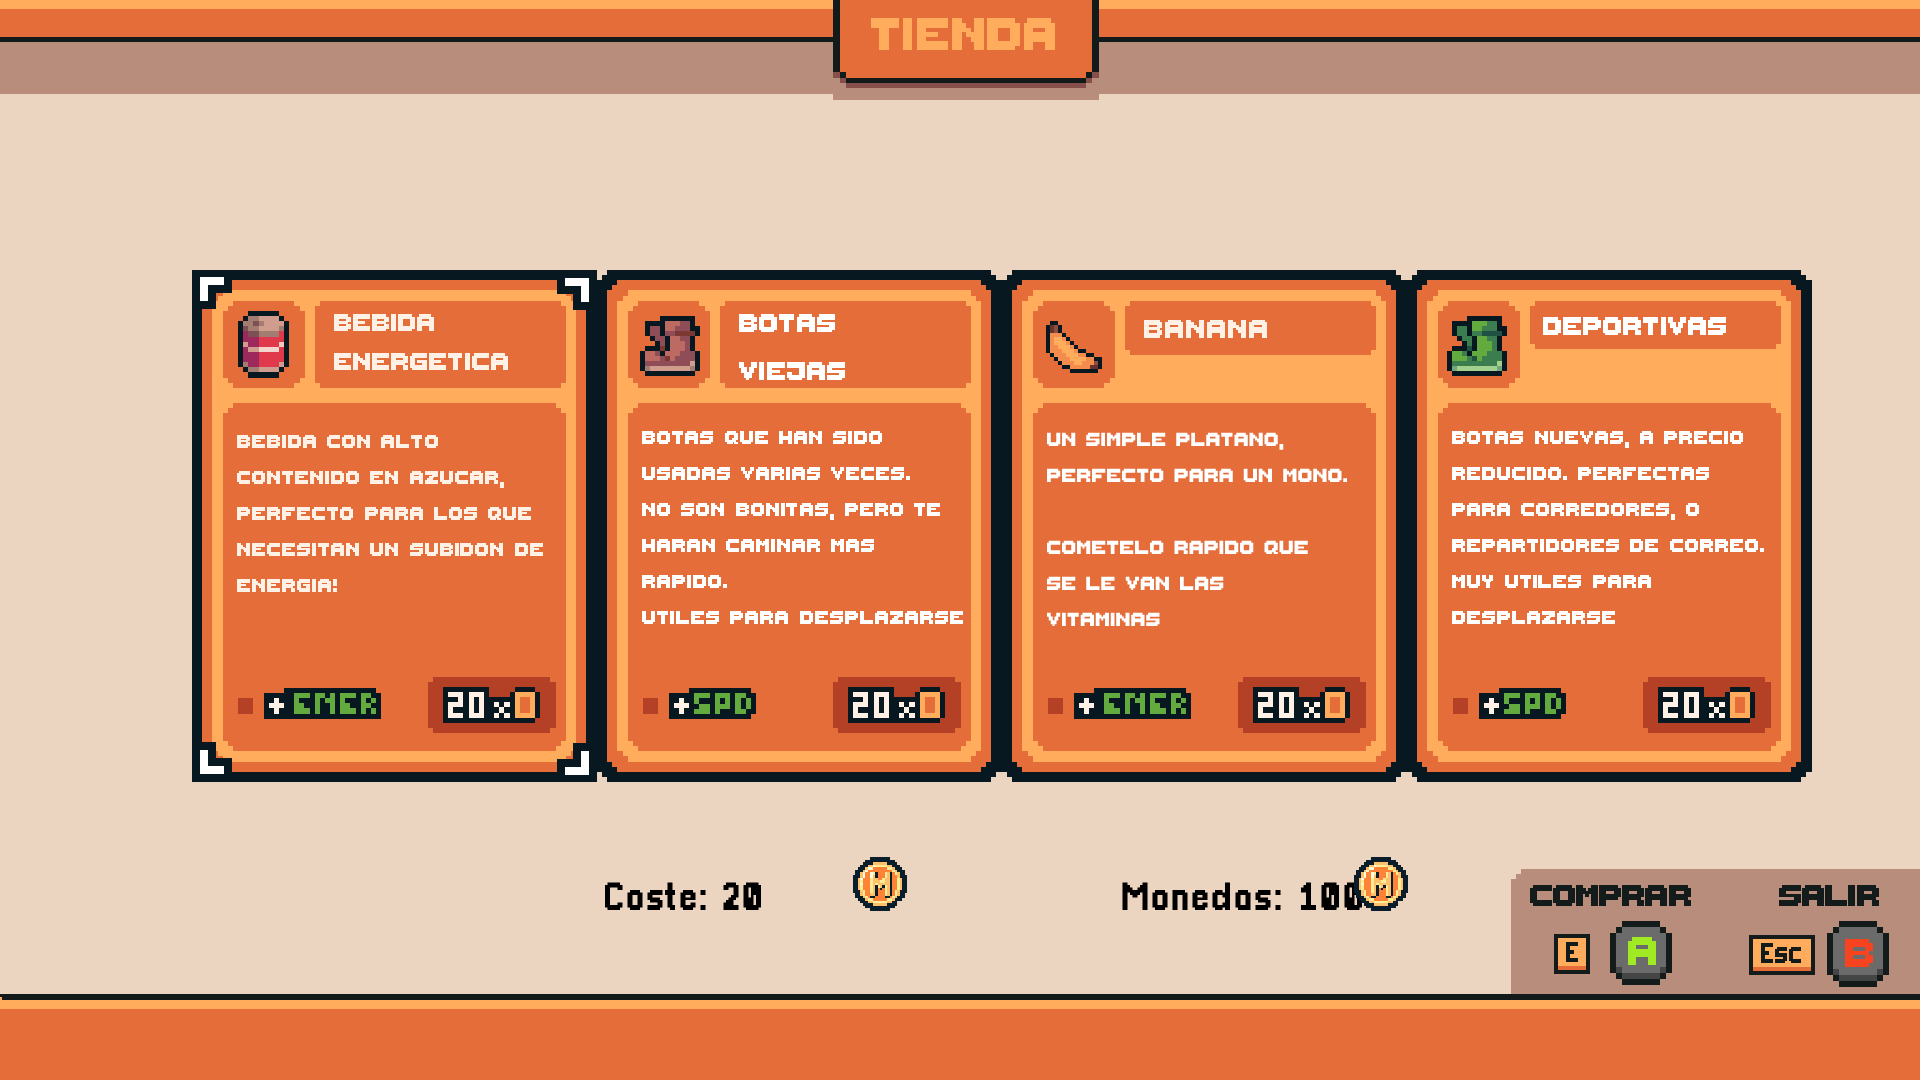 TIENDA
BEBIDA
ENERGETICA
BEBIDA CON ALTO
CONTENIDO EN AZUCAR,
PERFECTO PARA LOS QUE
NECESITAN UN SUBIDON DE
ENERGIA!
+ENER
20x0
BOTAS
VIEJAS
BOTAS QUE HAN SIDO
USADAS VARIAS VECES.
NO SON BONITAS, PERO TE
HARAN CAMINAR MAS
RAPIDO.
UTILES PARA DESPLAZARSE
+SPD
20x0
BANANA
UN SIMPLE PLATANO,
PERFECTO PARA UN MONO.
COMETELO RAPIDO QUE
SE LE VAN LAS
VITAMINAS
+ENER
20x0
DEPORTIVAS
BOTAS NUEVAS, A PRECIO
REDUCIDO. PERFECTAS
PARA CORREDORES, O
REPARTIDORES DE CORREO.
MUY UTILES PARA
DESPLAZARSE
+SPD
20x0
Coste: 20
M
Monedas: 100
M
COMPRAR
SALIR
E
A
Esc
B